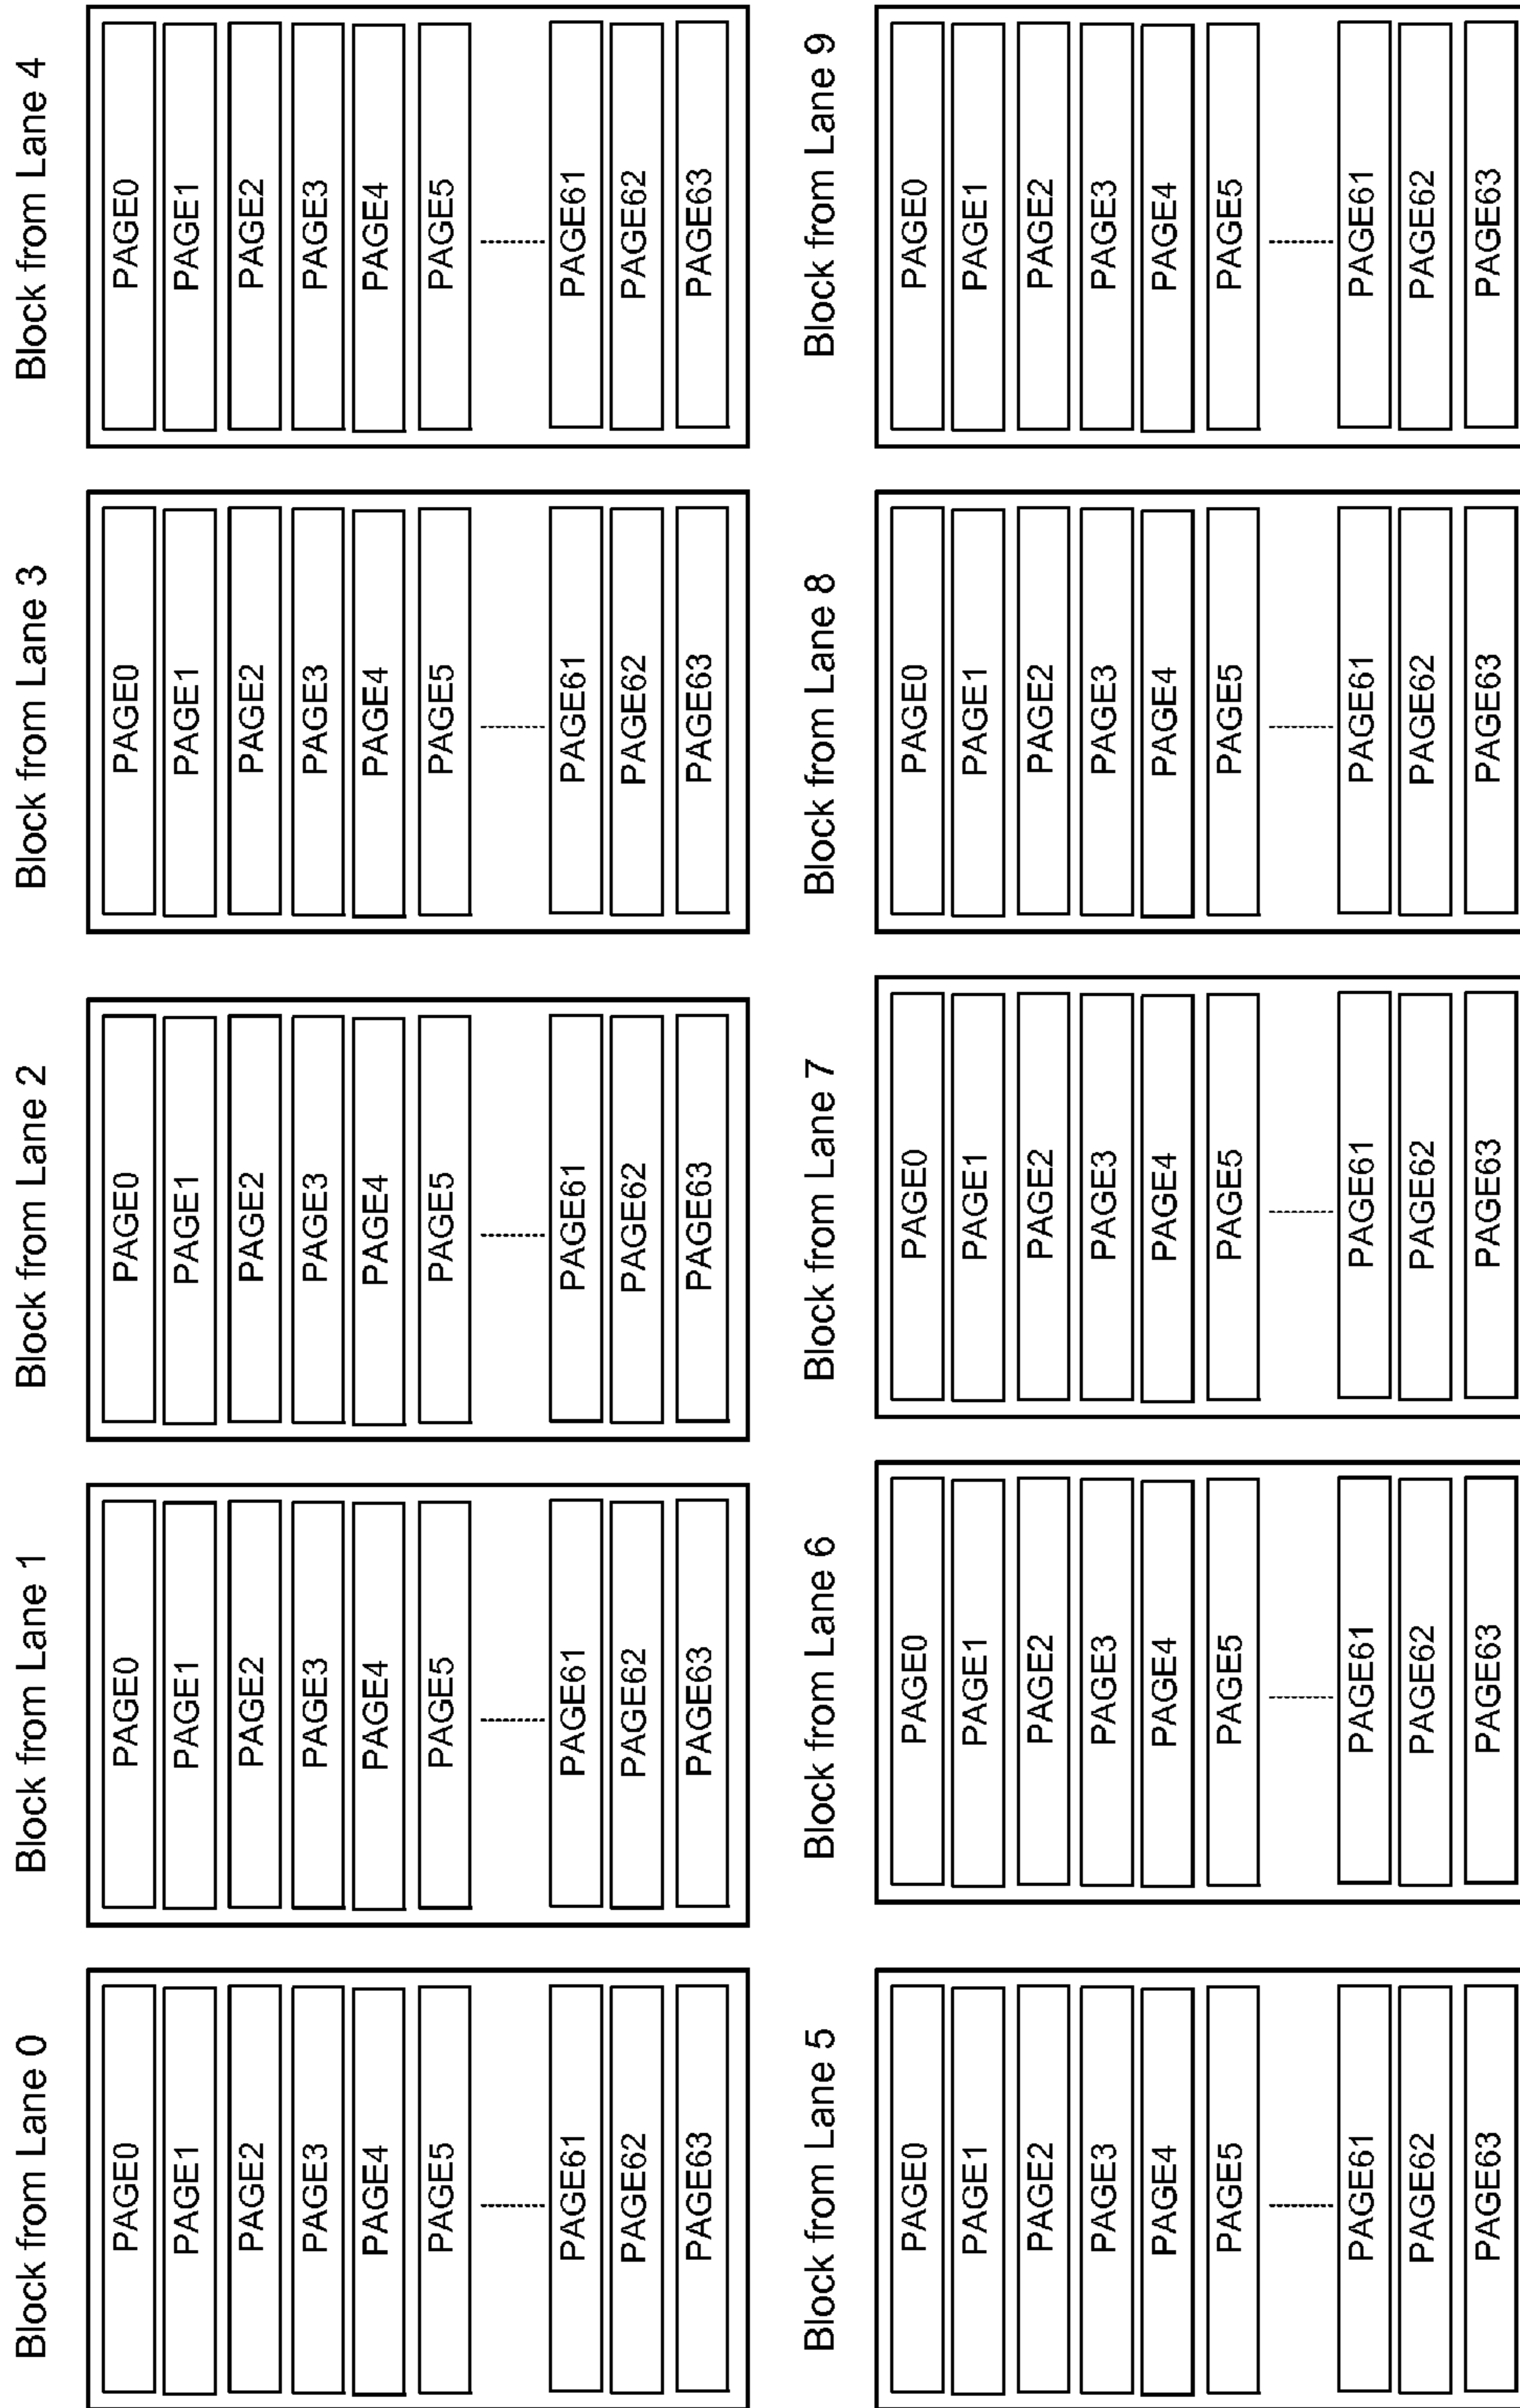 Block from Lane 0
PAGE0
PAGE1
PAGE2
PAGE3
PAGE4
PAGE5
PAGE61
PAGE62
PAGE63
Block from Lane 1
PAGE0
PAGE1
PAGE2
PAGE3
PAGE4
PAGE5
PAGE61
PAGE62
PAGE63
Block from Lane 2
PAGE0
PAGE1
PAGE2
PAGE3
PAGE4
PAGE5
PAGE61
PAGE62
PAGE63
Block from Lane 3
PAGE0
PAGE1
PAGE2
PAGE3
PAGE4
PAGE5
PAGE61
PAGE62
PAGE63
Block from Lane 4
PAGE0
PAGE1
PAGE2
PAGE3
PAGE4
PAGE5
PAGE61
PAGE62
PAGE63
Block from Lane 5
PAGE0
PAGE1
PAGE2
PAGE3
PAGE4
PAGE5
PAGE61
PAGE62
PAGE63
Block from Lane 6
PAGE0
PAGE1
PAGE2
PAGE3
PAGE4
PAGE5
PAGE61
PAGE62
PAGE63
Block from Lane 7
PAGE0
PAGE1
PAGE2
PAGE3
PAGE4
PAGE5
PAGE61
PAGE62
PAGE63
Block from Lane 8
PAGE0
PAGE1
PAGE2
PAGE3
PAGE4
PAGE5
PAGE61
PAGE62
PAGE63
Block from Lane 9
PAGE0
PAGE1
PAGE2
PAGE3
PAGE4
PAGE5
PAGE61
PAGE62
PAGE63